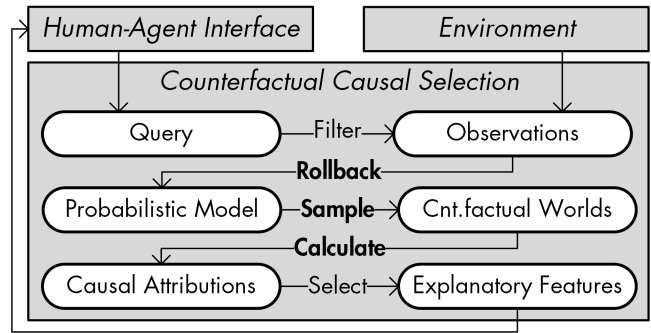 Human-Agent Interface
Environment
Counterfactual Causal Selection
Query
Filter
Observations
Rollback
Probabilistic Model
Sample
Cnt.factual Worlds
Calculate
Causal Attributions
Select
Explanatory Features